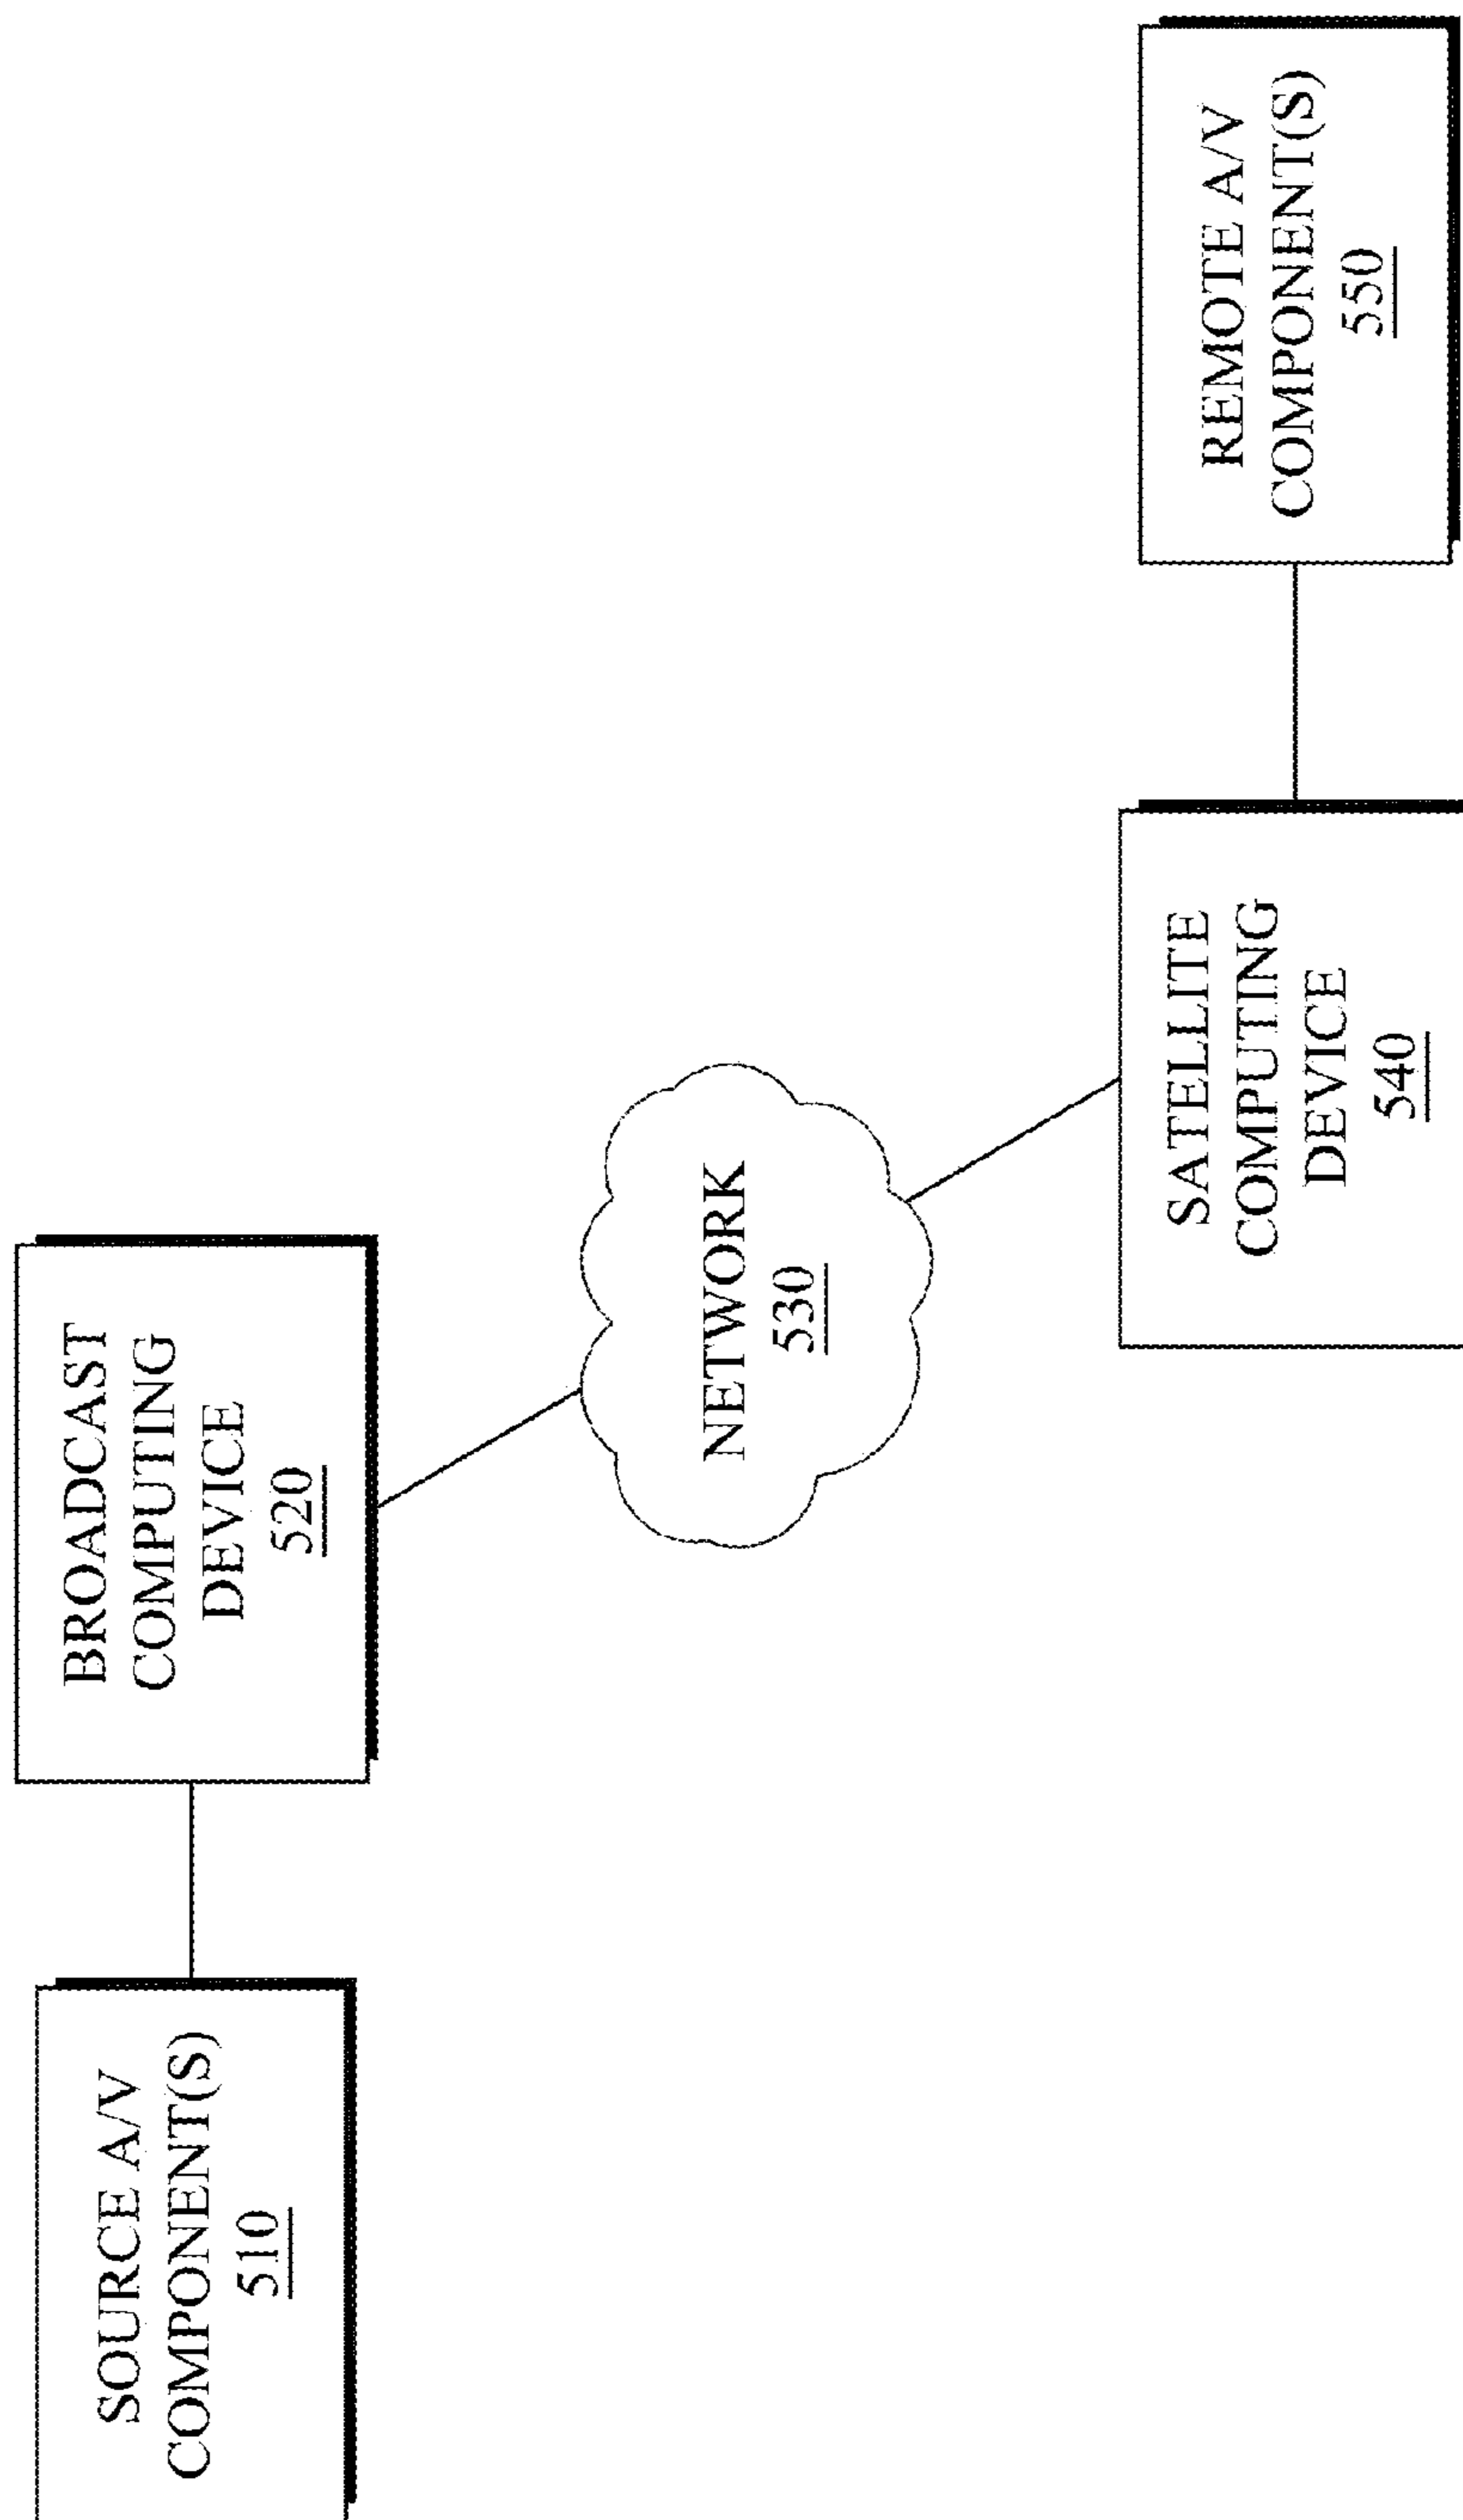 SOURCE A/V
COMPONENT(S)
510
BROADCAST
COMPUTING
DEVICE
520
NETWORK
530
SATELLITE
COMPUTING
DEVICE
540
REMOTE A/V
COMPONENT(S)
550